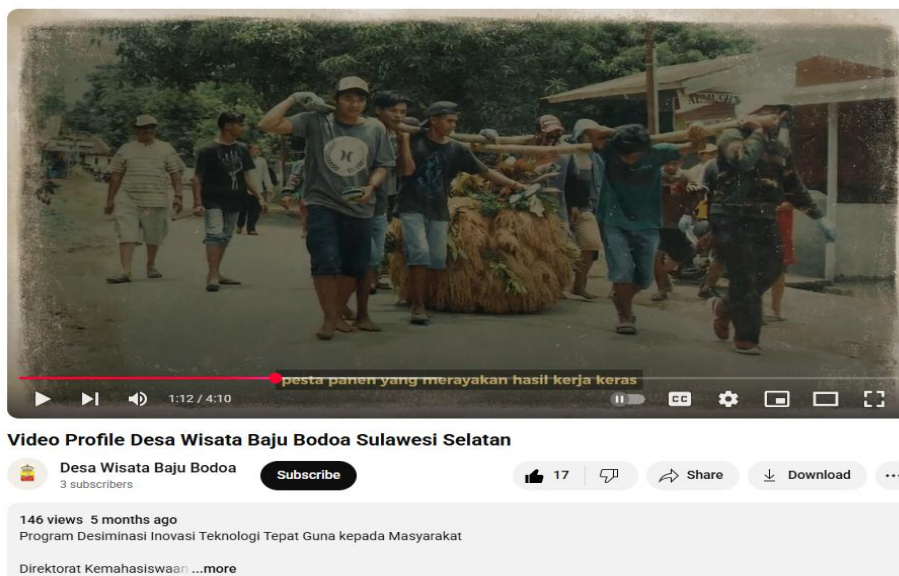 1:12 / 4:10
pesta panen yang merayakan hasil kerja keras
CC
Video Profile Desa Wisata Baju Bodoa Sulawesi Selatan
Desa Wisata Baju Bodoa
3 subscribers
Subscribe
17
Share
Download
146 views 5 months ago
Program Desiminasi Inovasi Teknologi Tepat Guna kepada Masyarakat
Direktorat Kemahasiswaan ...more